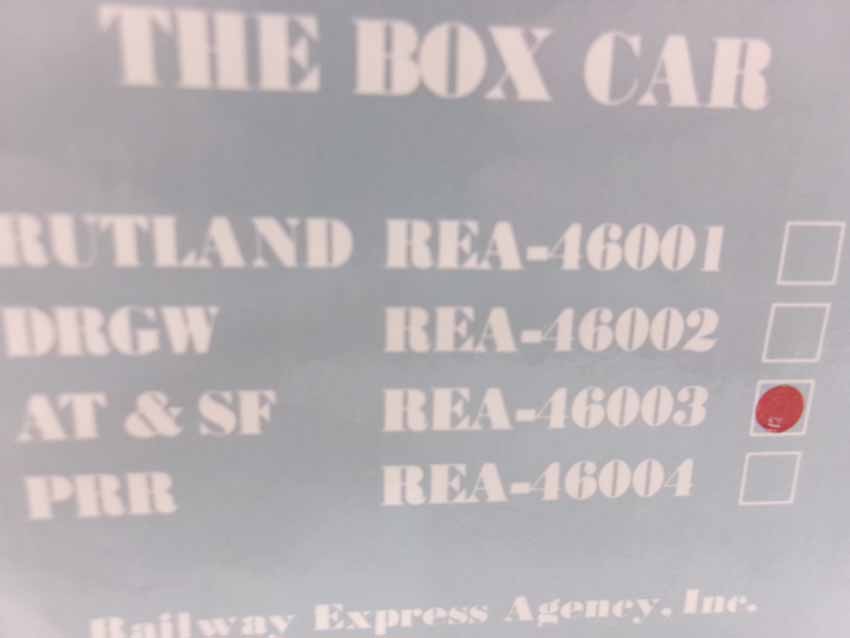 THE BOX CAR
RUTLAND REA-46001
DRGW REA-46002
AT & SF REA-46003
PRR REA-46004
Railway Express Agency, Inc.